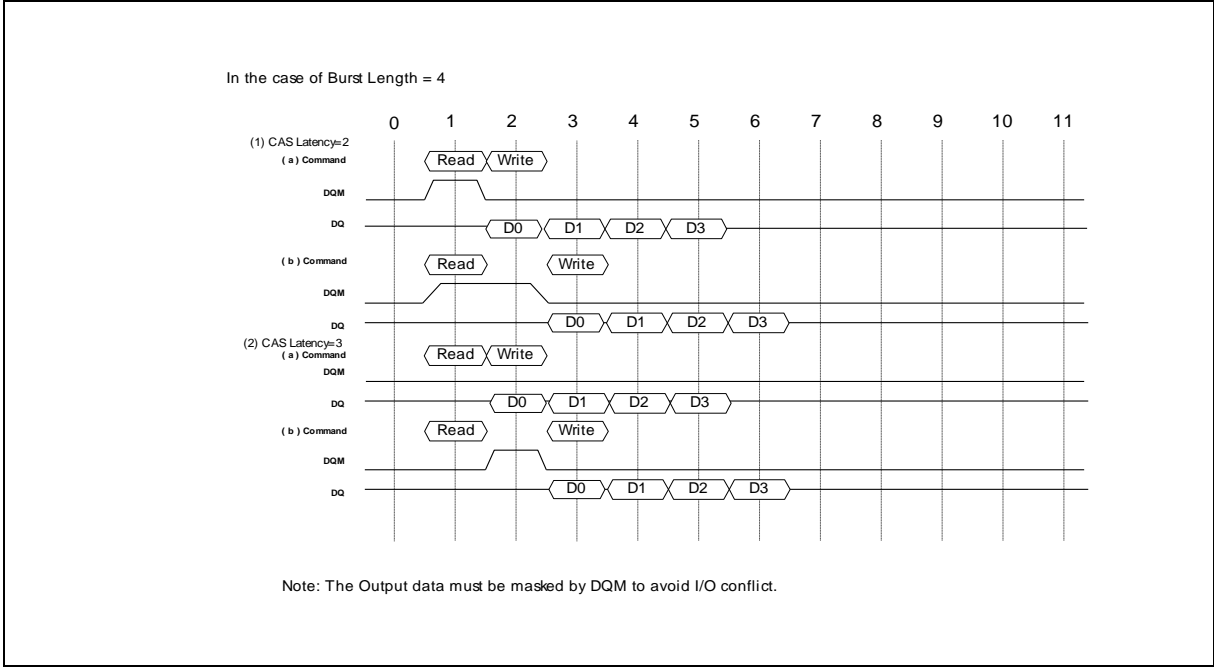 In the case of Burst Length = 4
0 1 2 3 4 5 6 7 8 9 10 11
(1) CAS Latency=2
( a ) Command Read Write
DQM
DQ D0 D1 D2 D3
( b ) Command Read Write
DQM
DQ D0 D1 D2 D3
(2) CAS Latency=3
( a ) Command Read Write
DQM
DQ D0 D1 D2 D3
( b ) Command Read Write
DQM
DQ D0 D1 D2 D3
Note: The Output data must be masked by DQM to avoid I/O conflict.